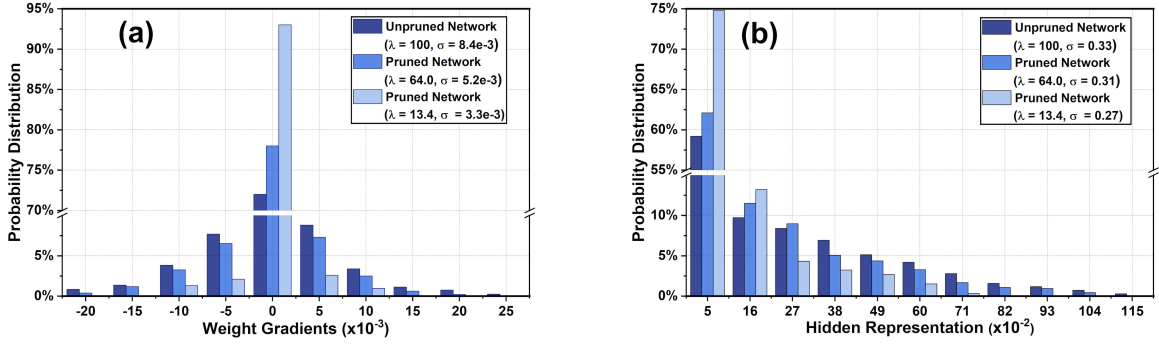 (a)
Probability Distribution
95%
90%
85%
80%
75%
70%
5%
0%
Unpruned Network
(λ = 100, σ = 8.4e-3)
Pruned Network
(λ = 64.0, σ = 5.2e-3)
Pruned Network
(λ = 13.4, σ = 3.3e-3)
-20 -15 -10 -5 0 5 10 15 20 25
Weight Gradients (x10⁻³)
(b)
Probability Distribution
75%
70%
65%
60%
55%
10%
5%
0%
Unpruned Network
(λ = 100, σ = 0.33)
Pruned Network
(λ = 64.0, σ = 0.31)
Pruned Network
(λ = 13.4, σ = 0.27)
5 16 27 38 49 60 71 82 93 104 115
Hidden Representation (x10⁻²)